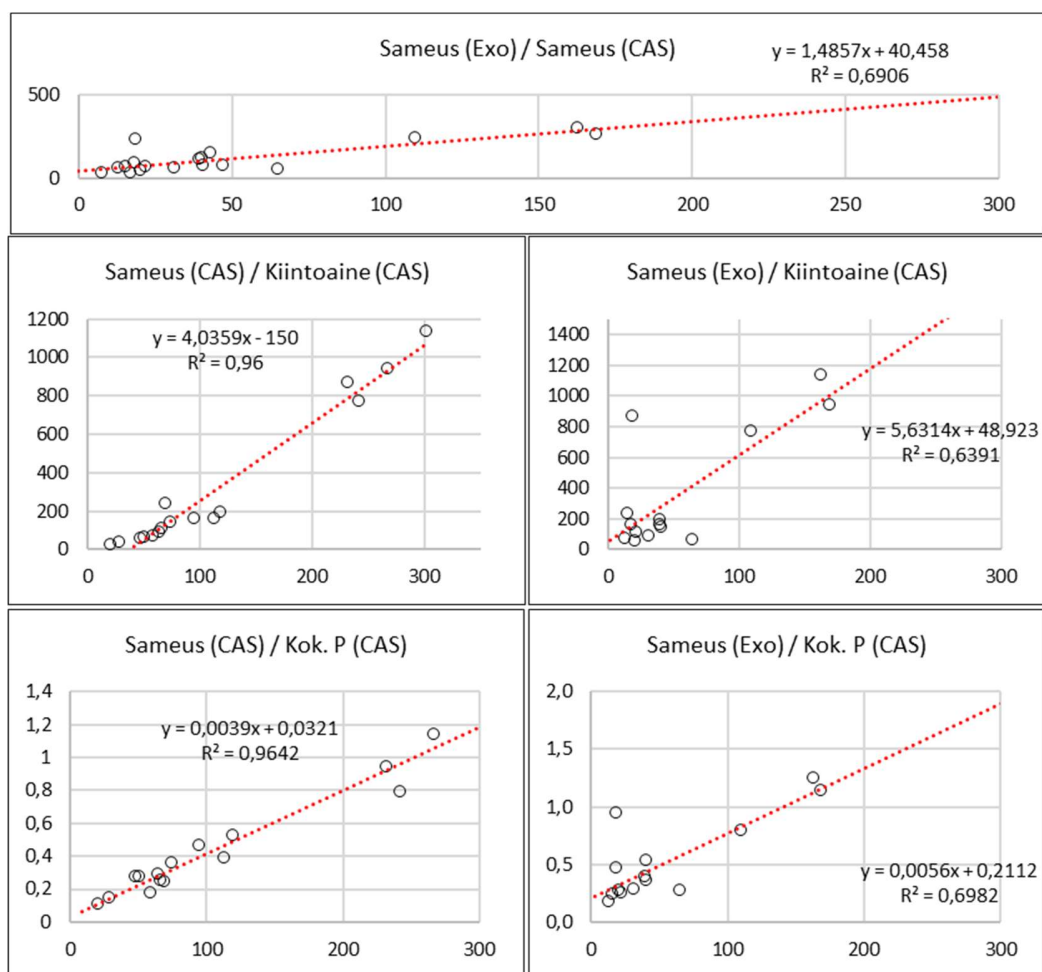 Sameus (Exo) / Sameus (CAS)
y = 1,4857x + 40,458
R² = 0,6906
500
0
0 50 100 150 200 250 300
Sameus (CAS) / Kiintoaine (CAS)
y = 4,0359x - 150
R² = 0,96
1200
1000
800
600
400
200
0
0 100 200 300
Sameus (Exo) / Kiintoaine (CAS)
1400
1200
1000
800
600
400
200
0
y = 5,6314x + 48,923
R² = 0,6391
0 100 200 300
Sameus (CAS) / Kok. P (CAS)
1,4
1,2
1
0,8
0,6
0,4
0,2
0
y = 0,0039x + 0,0321
R² = 0,9642
0 100 200 300
Sameus (Exo) / Kok. P (CAS)
2,0
1,5
1,0
0,5
0,0
y = 0,0056x + 0,2112
R² = 0,6982
0 100 200 300